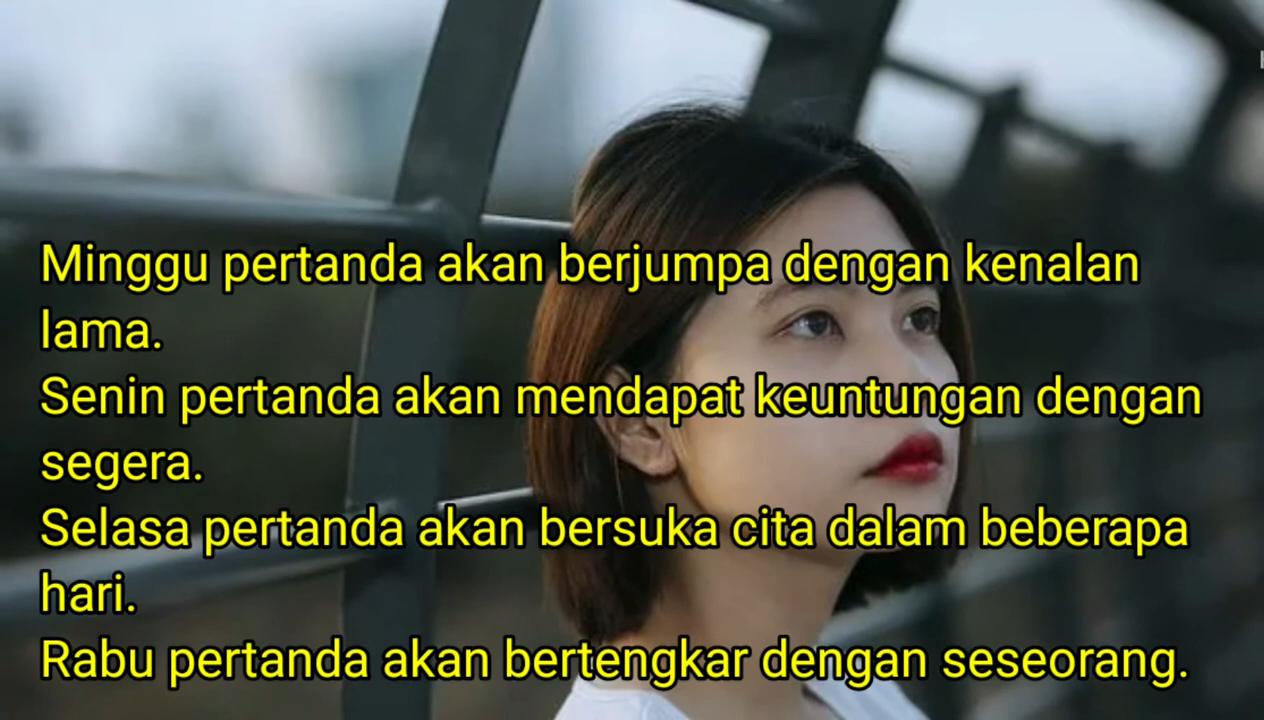 Minggu pertanda akan berjumpa dengan kenalan
lama.
Senin pertanda akan mendapat keuntungan dengan
segera.
Selasa pertanda akan bersuka cita dalam beberapa
hari.
Rabu pertanda akan bertengkar dengan seseorang.